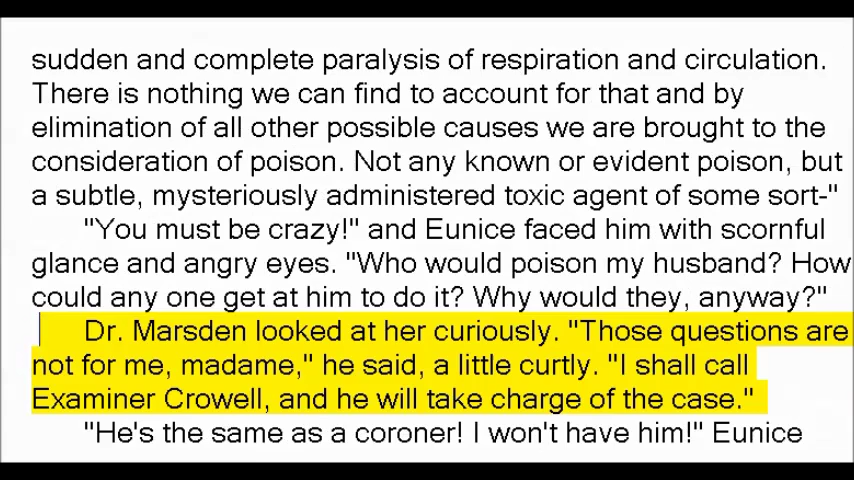 sudden and complete paralysis of respiration and circulation.
There is nothing we can find to account for that and by
elimination of all other possible causes we are brought to the
consideration of poison. Not any known or evident poison, but
a subtle, mysteriously administered toxic agent of some sort-"
"You must be crazy!" and Eunice faced him with scornful
glance and angry eyes. "Who would poison my husband? How
could any one get at him to do it? Why would they, anyway?"
Dr. Marsden looked at her curiously. "Those questions are
not for me, madame," he said, a little curtly. "I shall call
Examiner Crowell, and he will take charge of the case."
"He's the same as a coroner! I won't have him!" Eunice